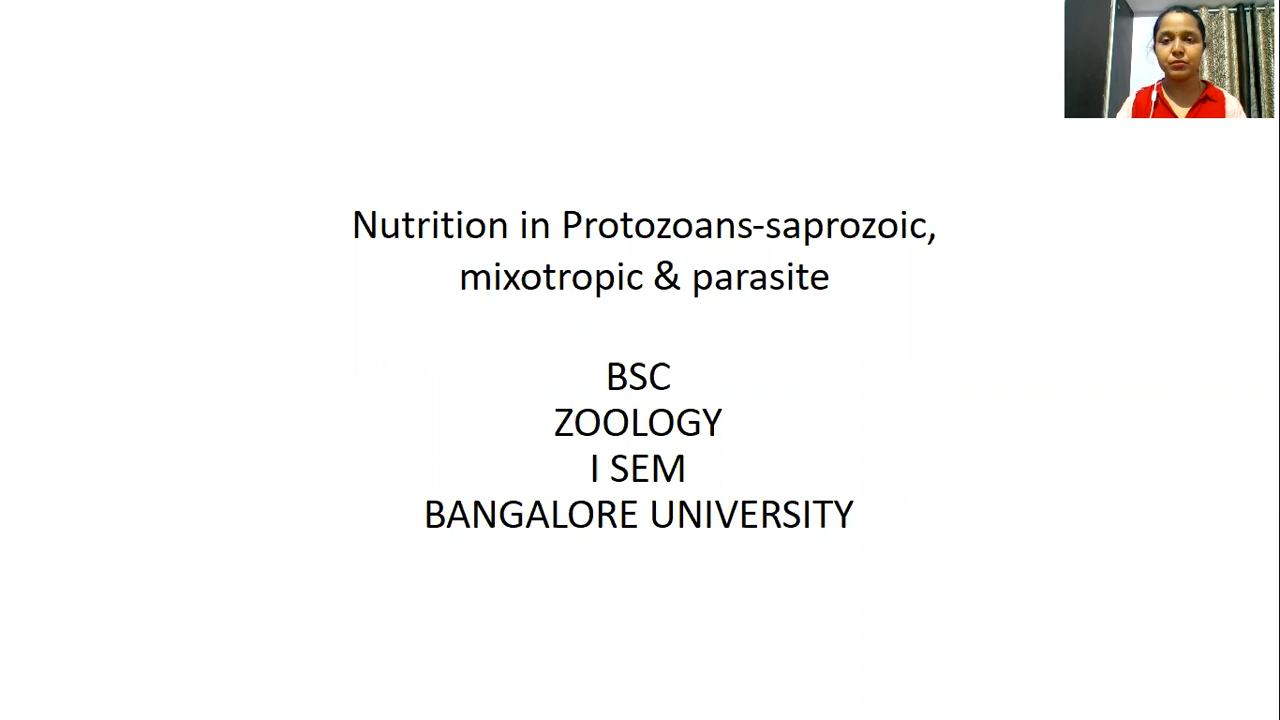 Nutrition in Protozoans-saprozoic,
mixotropic & parasite
BSC
ZOOLOGY
I SEM
BANGALORE UNIVERSITY